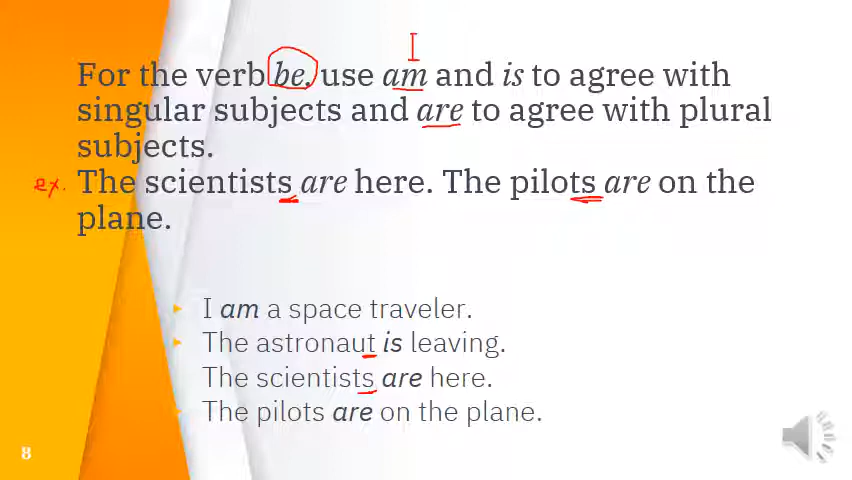 I
For the verb be, use am and is to agree with
singular subjects and are to agree with plural
subjects.
ex. The scientists are here. The pilots are on the
plane.
I am a space traveler.
The astronaut is leaving.
The scientists are here.
The pilots are on the plane.
8